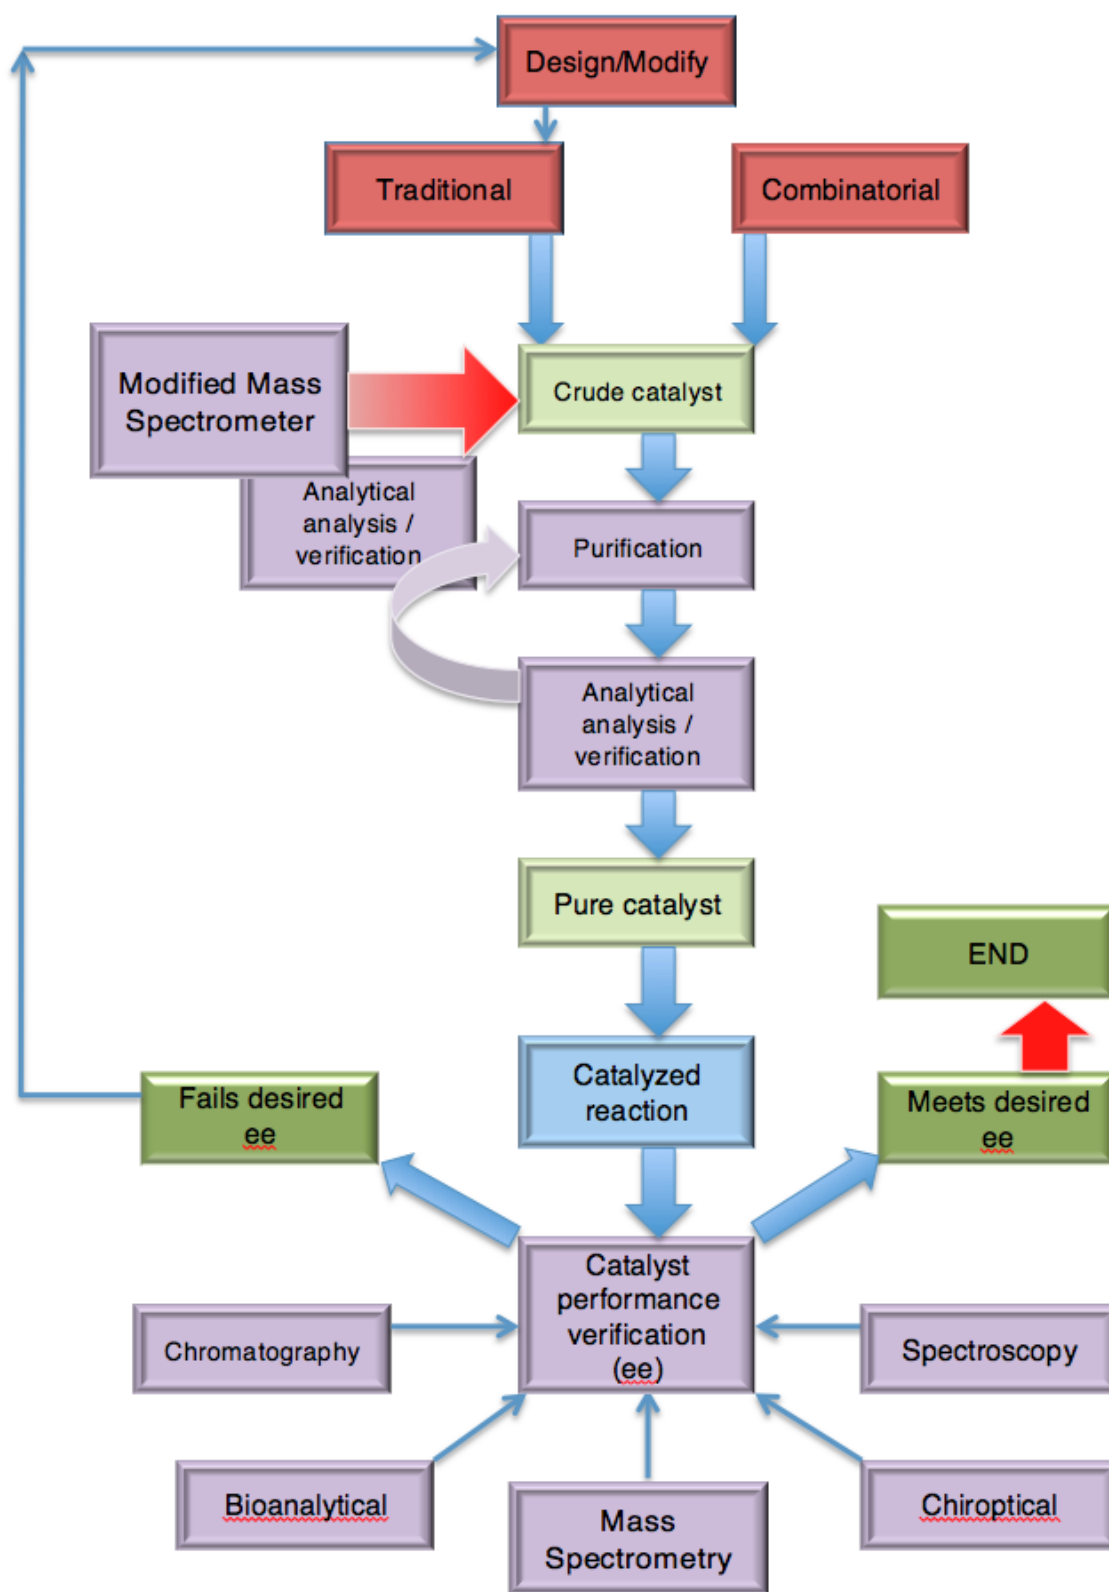 Design/Modify
Traditional
Combinatorial
Modified Mass
Spectrometer
Crude catalyst
Analytical
analysis /
verification
Purification
Analytical
analysis /
verification
Pure catalyst
END
Catalyzed
reaction
Fails desired
ee
Meets desired
ee
Catalyst
performance
verification
(ee)
Chromatography
Spectroscopy
Bioanalytical
Mass
Spectrometry
Chiroptical